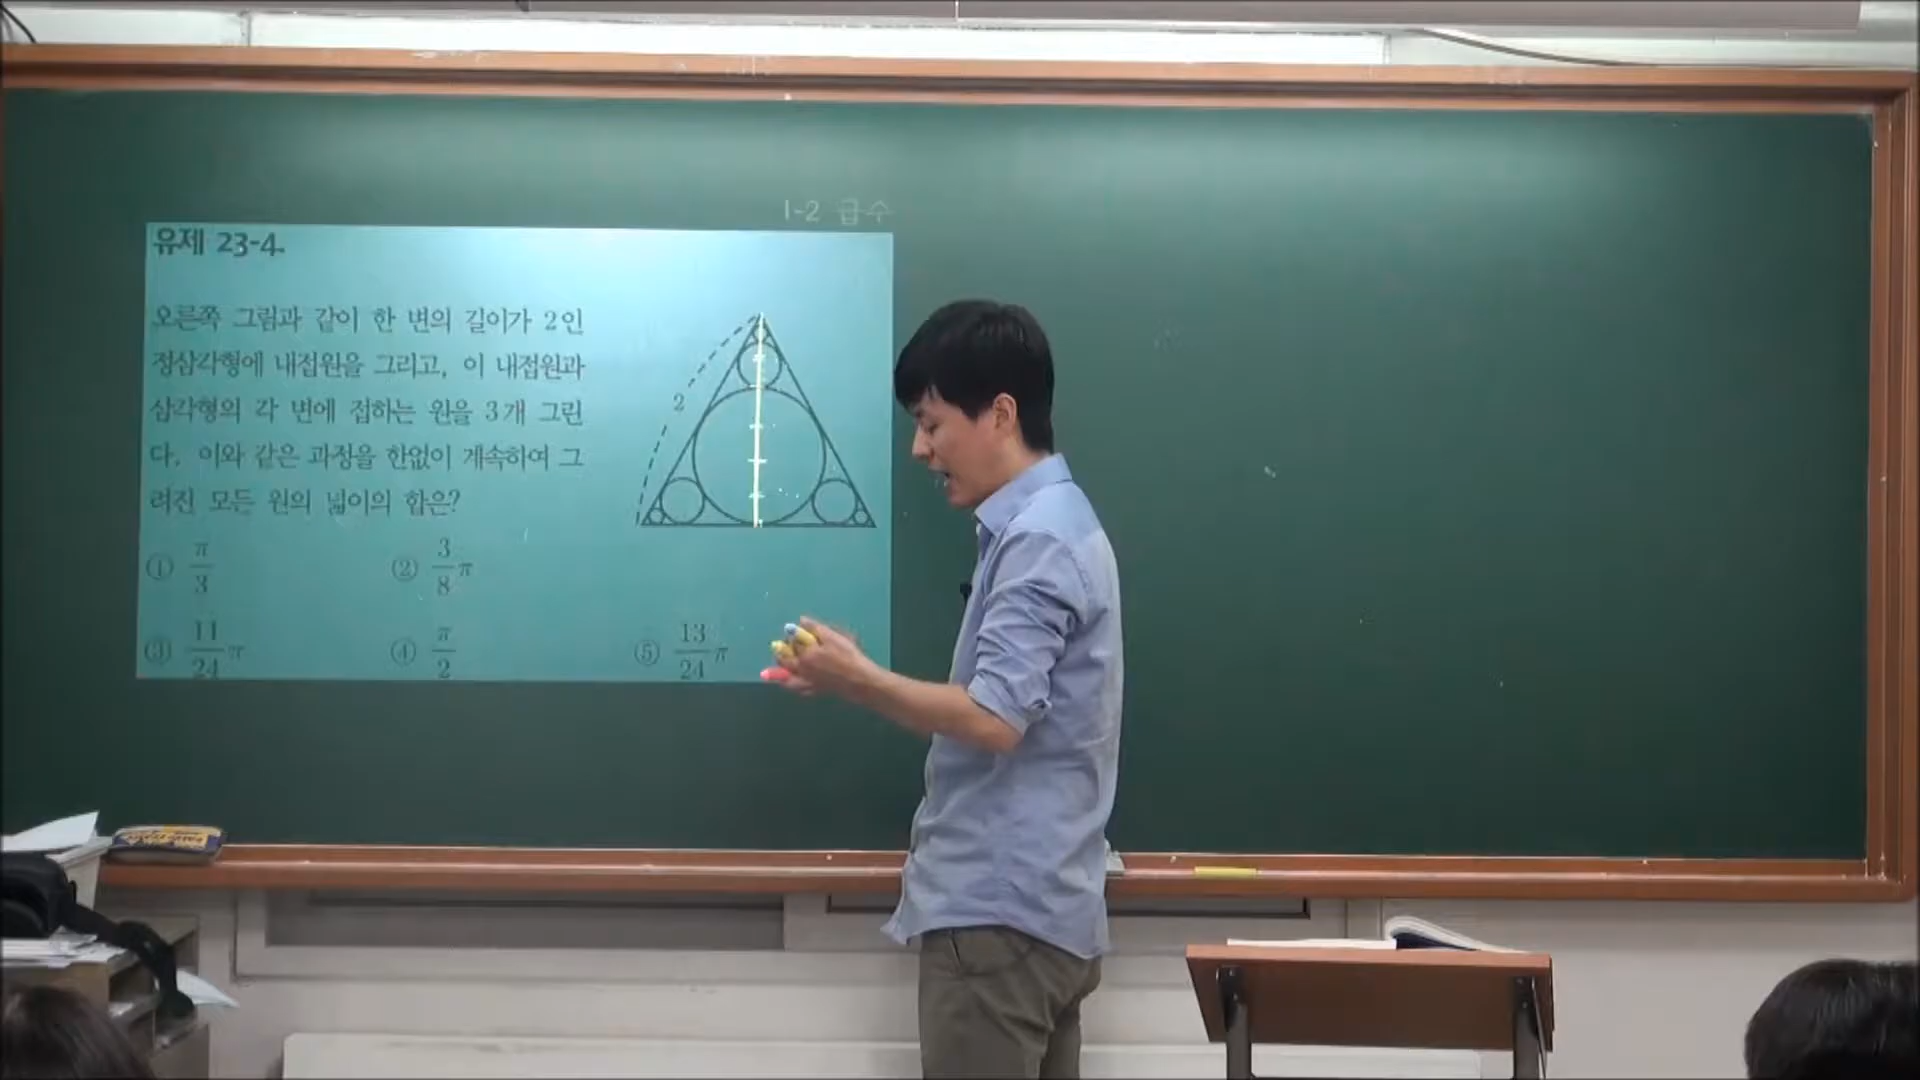 1-2 급수
유제 23-4.
오른쪽 그림과 같이 한 변의 길이가 2인
정삼각형에 내접원을 그리고, 이 내접원과
삼각형의 각 변에 접하는 원을 3개 그린
다. 이와 같은 과정을 한없이 계속하여 그
려진 모든 원의 넓이의 합은?
2
① π/3 ② 3/8 π
③ 11/24 π ④ π/2 ⑤ 13/24 π